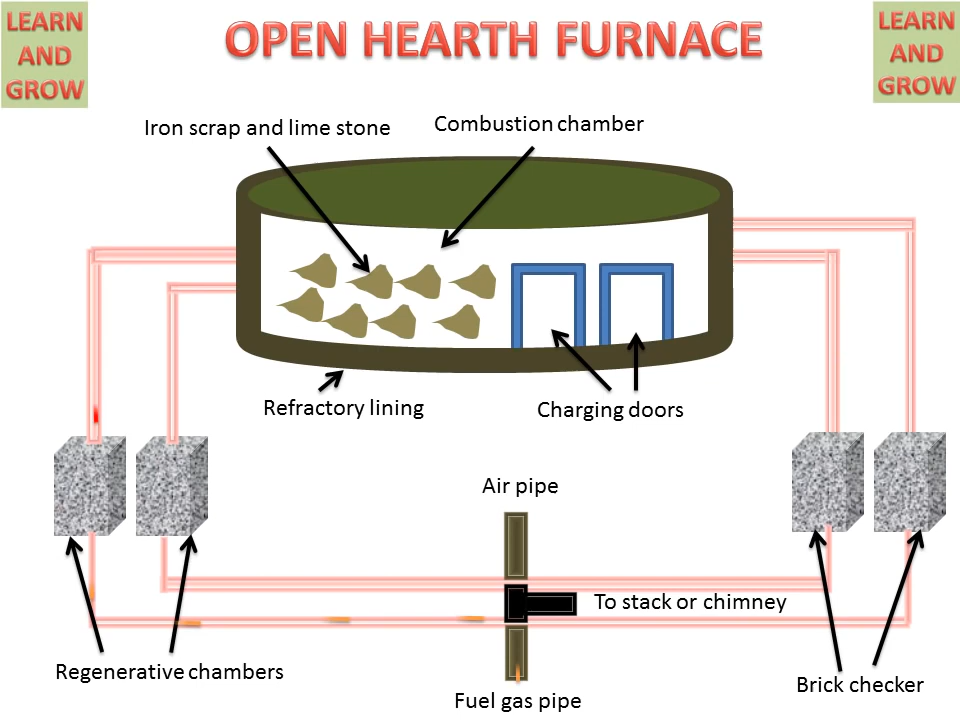 LEARN
AND
GROW
OPEN HEARTH FURNACE
LEARN
AND
GROW
Iron scrap and lime stone
Combustion chamber
Refractory lining
Charging doors
Air pipe
To stack or chimney
Regenerative chambers
Fuel gas pipe
Brick checker